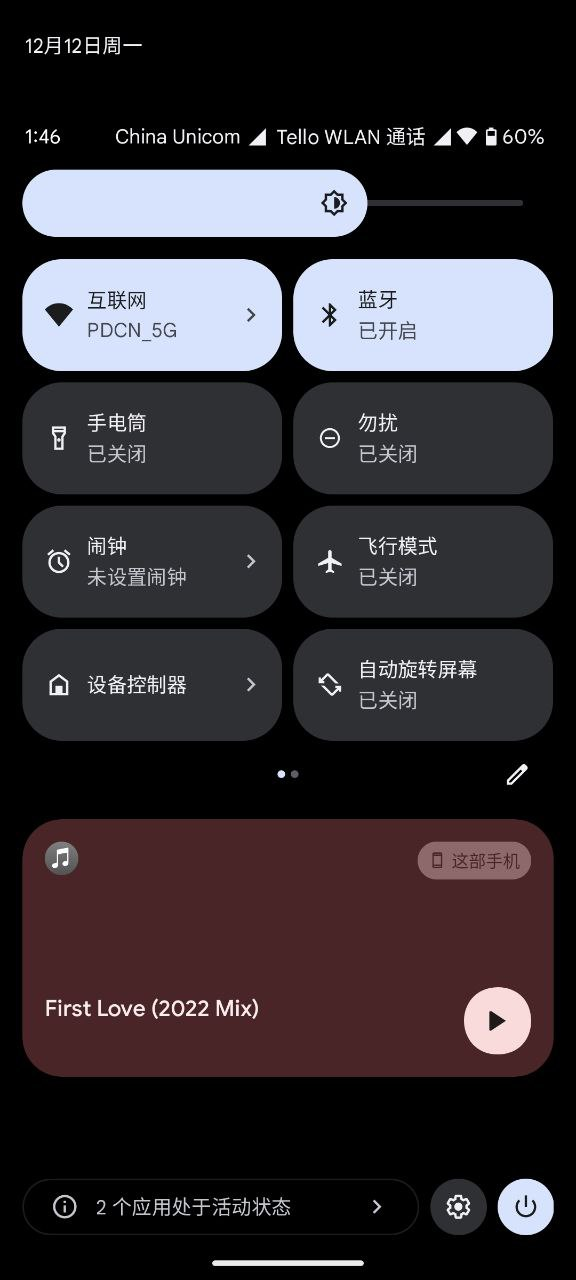 12月12日周一
1:46 China Unicom Tello WLAN 通话 60%
互联网
PDCN_5G
蓝牙
已开启
手电筒
已关闭
勿扰
已关闭
闹钟
未设置闹钟
飞行模式
已关闭
设备控制器
自动旋转屏幕
已关闭
这部手机
First Love (2022 Mix)
2 个应用处于活动状态